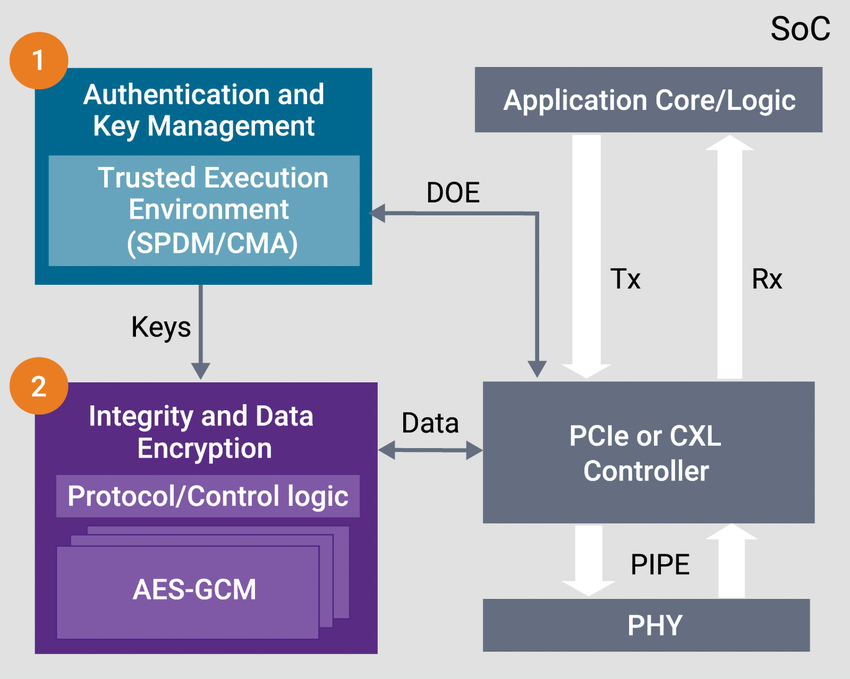 SoC
1
Authentication and
Key Management
Trusted Execution
Environment
(SPDM/CMA)
Application Core/Logic
DOE
Tx
Rx
Keys
2
Integrity and Data
Encryption
Protocol/Control logic
AES-GCM
Data
PCIe or CXL
Controller
PIPE
PHY